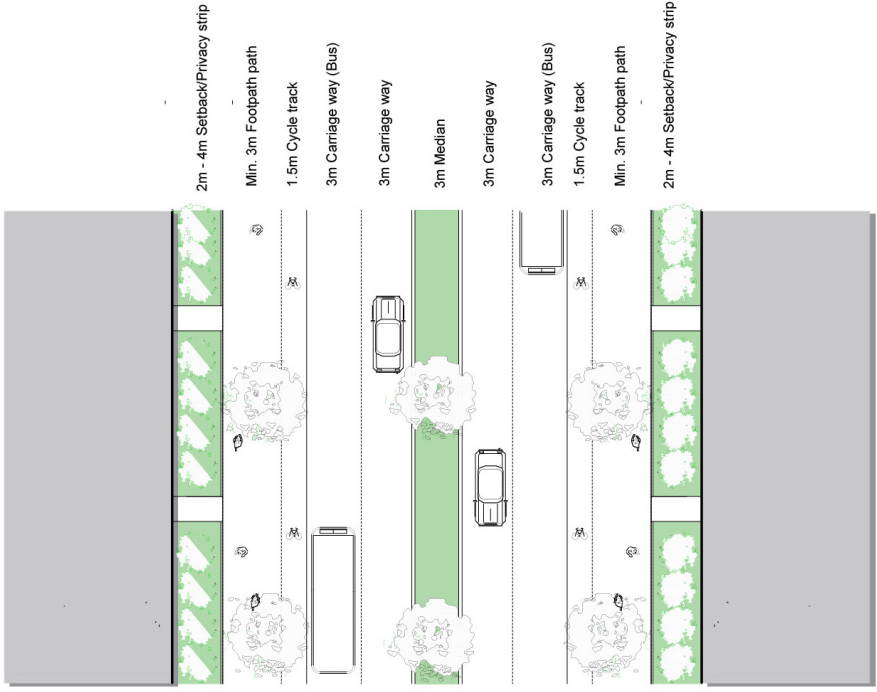 2m - 4m Setback/Privacy strip
Min. 3m Footpath path
1.5m Cycle track
3m Carriage way (Bus)
3m Carriage way
3m Median
3m Carriage way
3m Carriage way (Bus)
1.5m Cycle track
Min. 3m Footpath path
2m - 4m Setback/Privacy strip